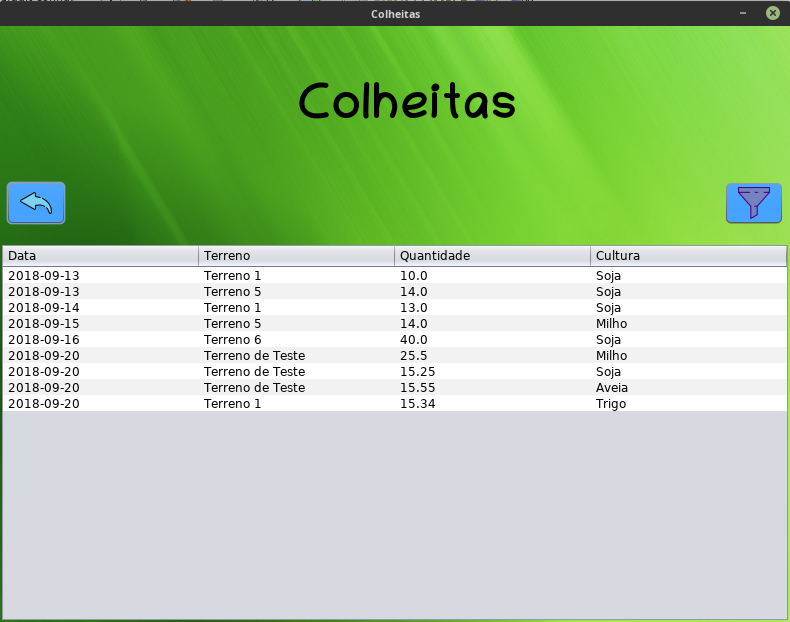 Colheitas
Colheitas
Data Terreno Quantidade Cultura
2018-09-13 Terreno 1 10.0 Soja
2018-09-13 Terreno 5 14.0 Soja
2018-09-14 Terreno 1 13.0 Soja
2018-09-15 Terreno 5 14.0 Milho
2018-09-16 Terreno 6 40.0 Soja
2018-09-20 Terreno de Teste 25.5 Milho
2018-09-20 Terreno de Teste 15.25 Soja
2018-09-20 Terreno de Teste 15.55 Aveia
2018-09-20 Terreno 1 15.34 Trigo